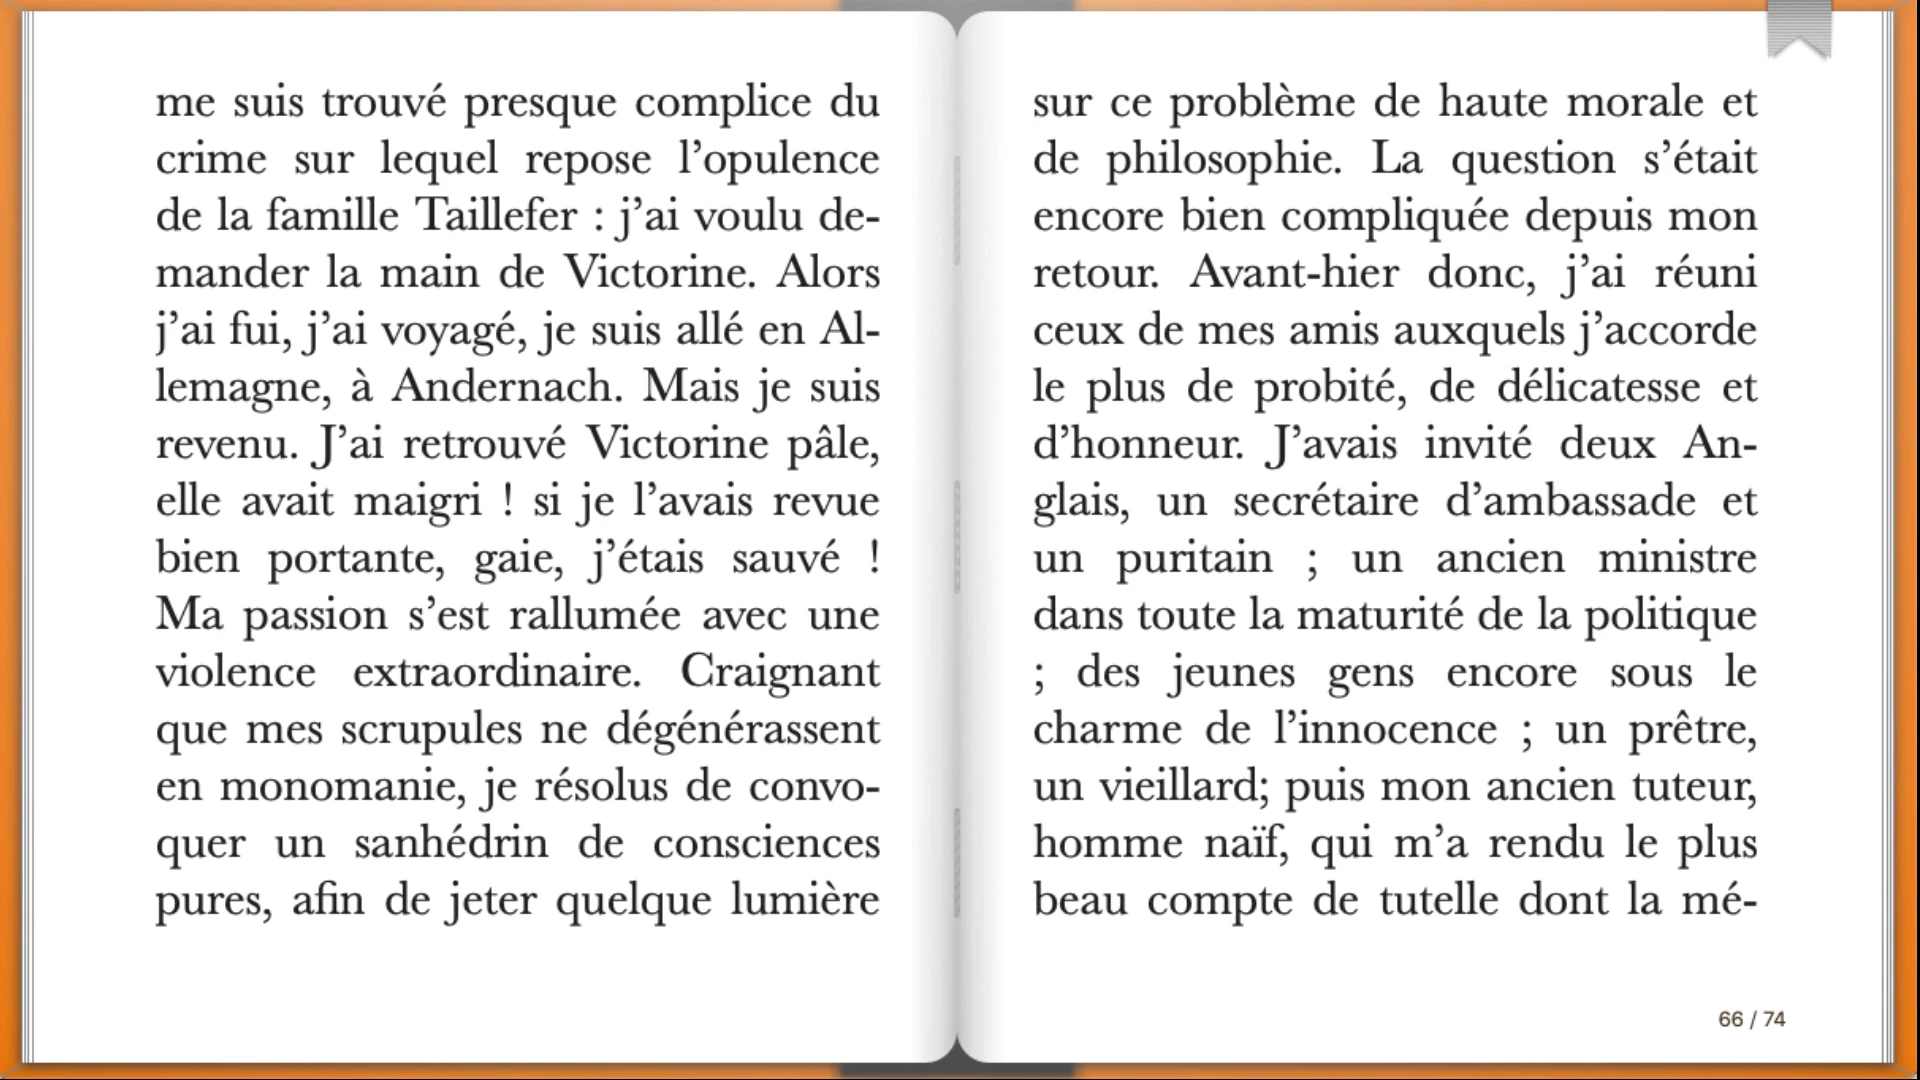 me suis trouvé presque complice du
crime sur lequel repose l’opulence
de la famille Taillefer : j’ai voulu de-
mander la main de Victorine. Alors
j’ai fui, j’ai voyagé, je suis allé en Al-
lemagne, à Andernach. Mais je suis
revenu. J’ai retrouvé Victorine pâle,
elle avait maigri ! si je l’avais revue
bien portante, gaie, j’étais sauvé !
Ma passion s’est rallumée avec une
violence extraordinaire. Craignant
que mes scrupules ne dégénérassent
en monomanie, je résolus de convo-
quer un sanhédrin de consciences
pures, afin de jeter quelque lumière
sur ce problème de haute morale et
de philosophie. La question s’était
encore bien compliquée depuis mon
retour. Avant-hier donc, j’ai réuni
ceux de mes amis auxquels j’accorde
le plus de probité, de délicatesse et
d’honneur. J’avais invité deux An-
glais, un secrétaire d’ambassade et
un puritain ; un ancien ministre
dans toute la maturité de la politique
; des jeunes gens encore sous le
charme de l’innocence ; un prêtre,
un vieillard; puis mon ancien tuteur,
homme naïf, qui m’a rendu le plus
beau compte de tutelle dont la mé-
66 / 74